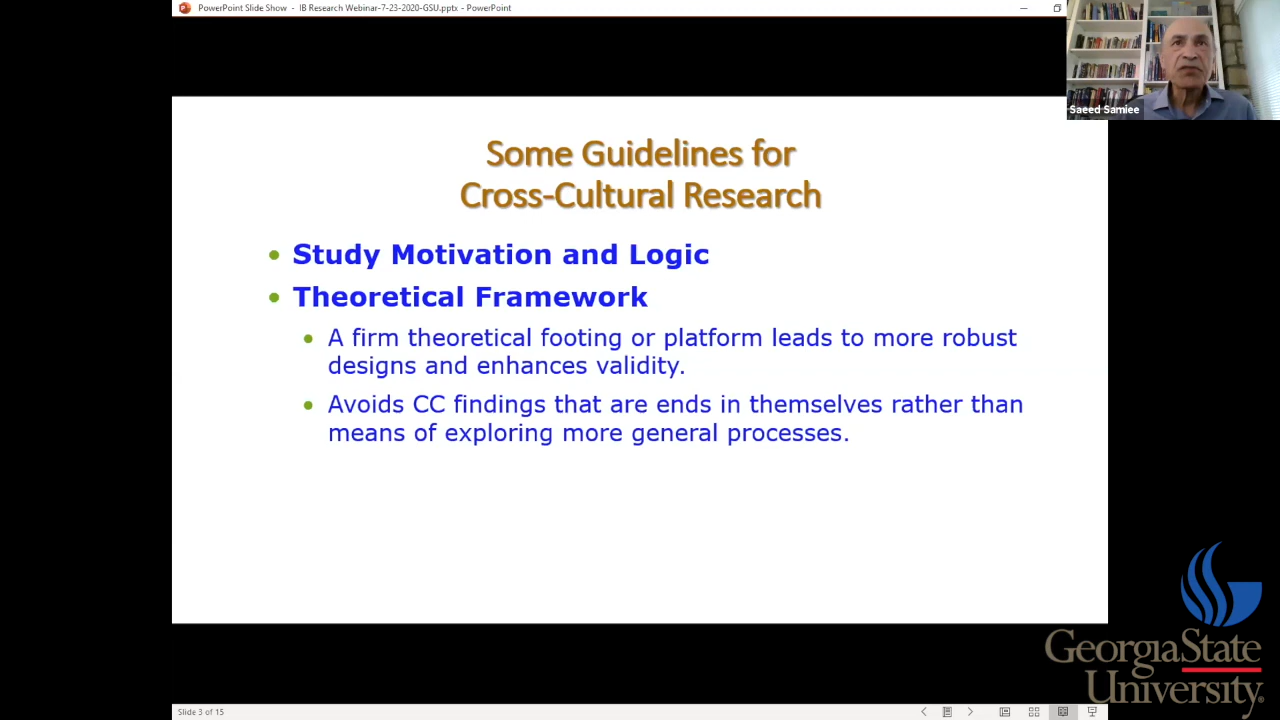 PowerPoint Slide Show - IB Research Webinar-7-23-2020-GSU.pptx - PowerPoint
Saeed Samiee
Some Guidelines for
Cross-Cultural Research
• Study Motivation and Logic
• Theoretical Framework
• A firm theoretical footing or platform leads to more robust
designs and enhances validity.
• Avoids CC findings that are ends in themselves rather than
means of exploring more general processes.
GeorgiaState
University
Slide 3 of 15